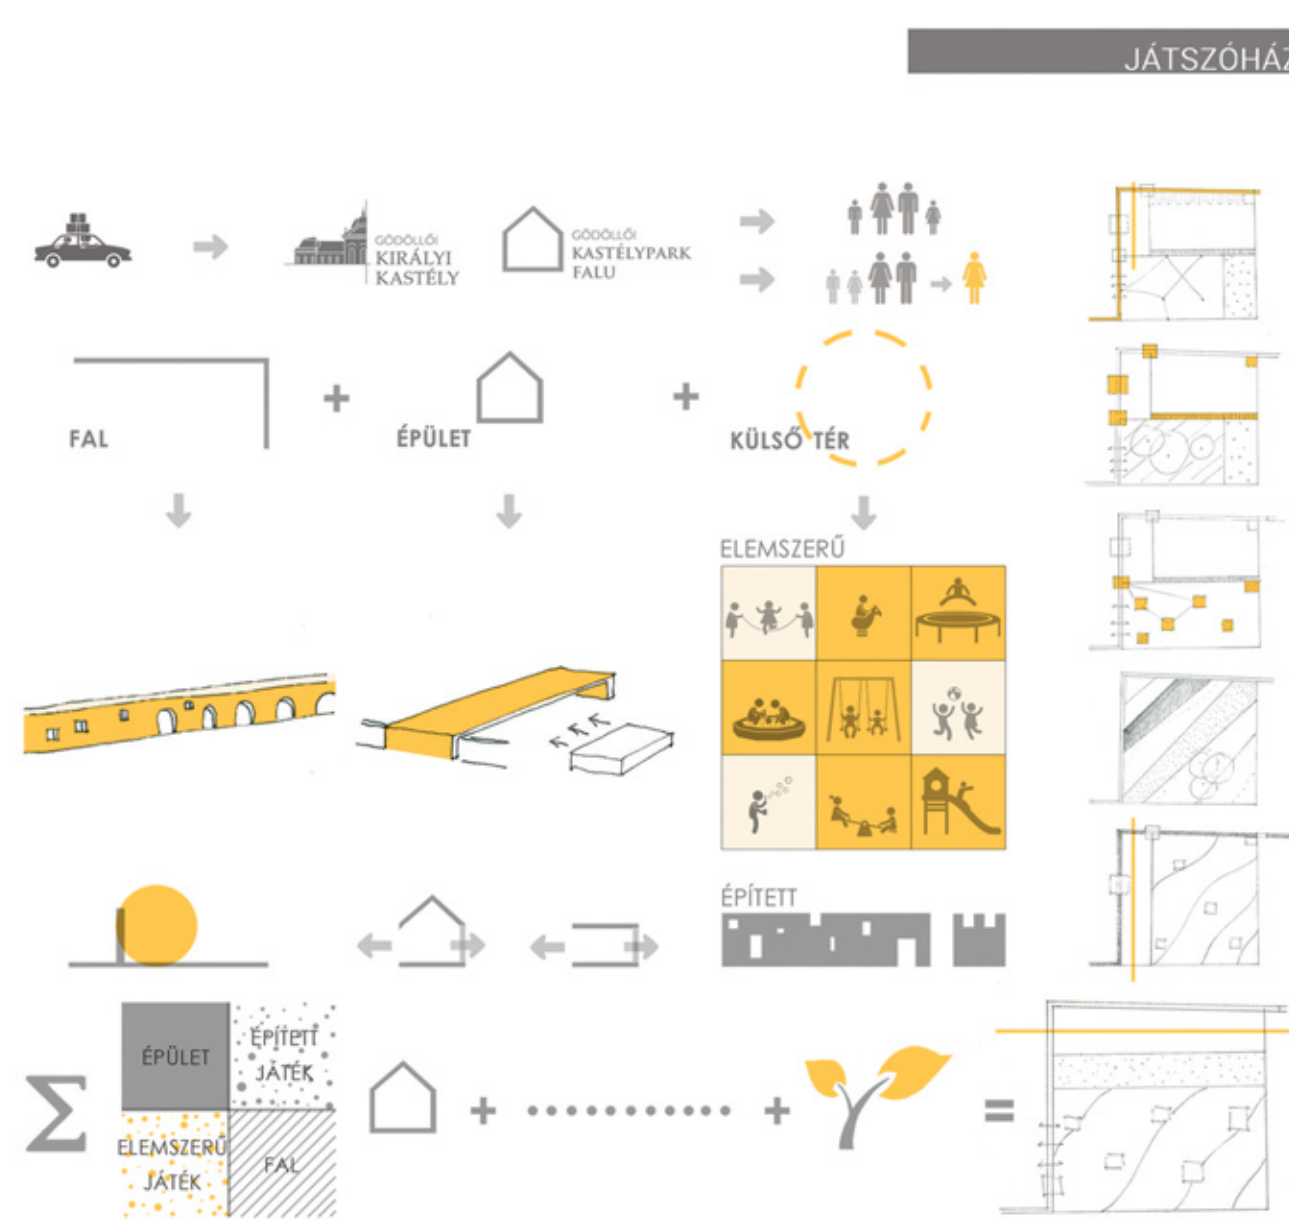 JÁTSZÓHÁZ
GÖDÖLLŐI
KIRÁLYI
KASTÉLY
GÖDÖLLŐI
KASTÉLYPARK
FALU
FAL
+
ÉPÜLET
+
KÜLSŐ TÉR
ELEMSZERŰ
ÉPÍTETT
Σ
ÉPÜLET
ÉPÍTETT
JÁTÉK
ELEMSZERŰ
JÁTÉK
FAL
+
+
=